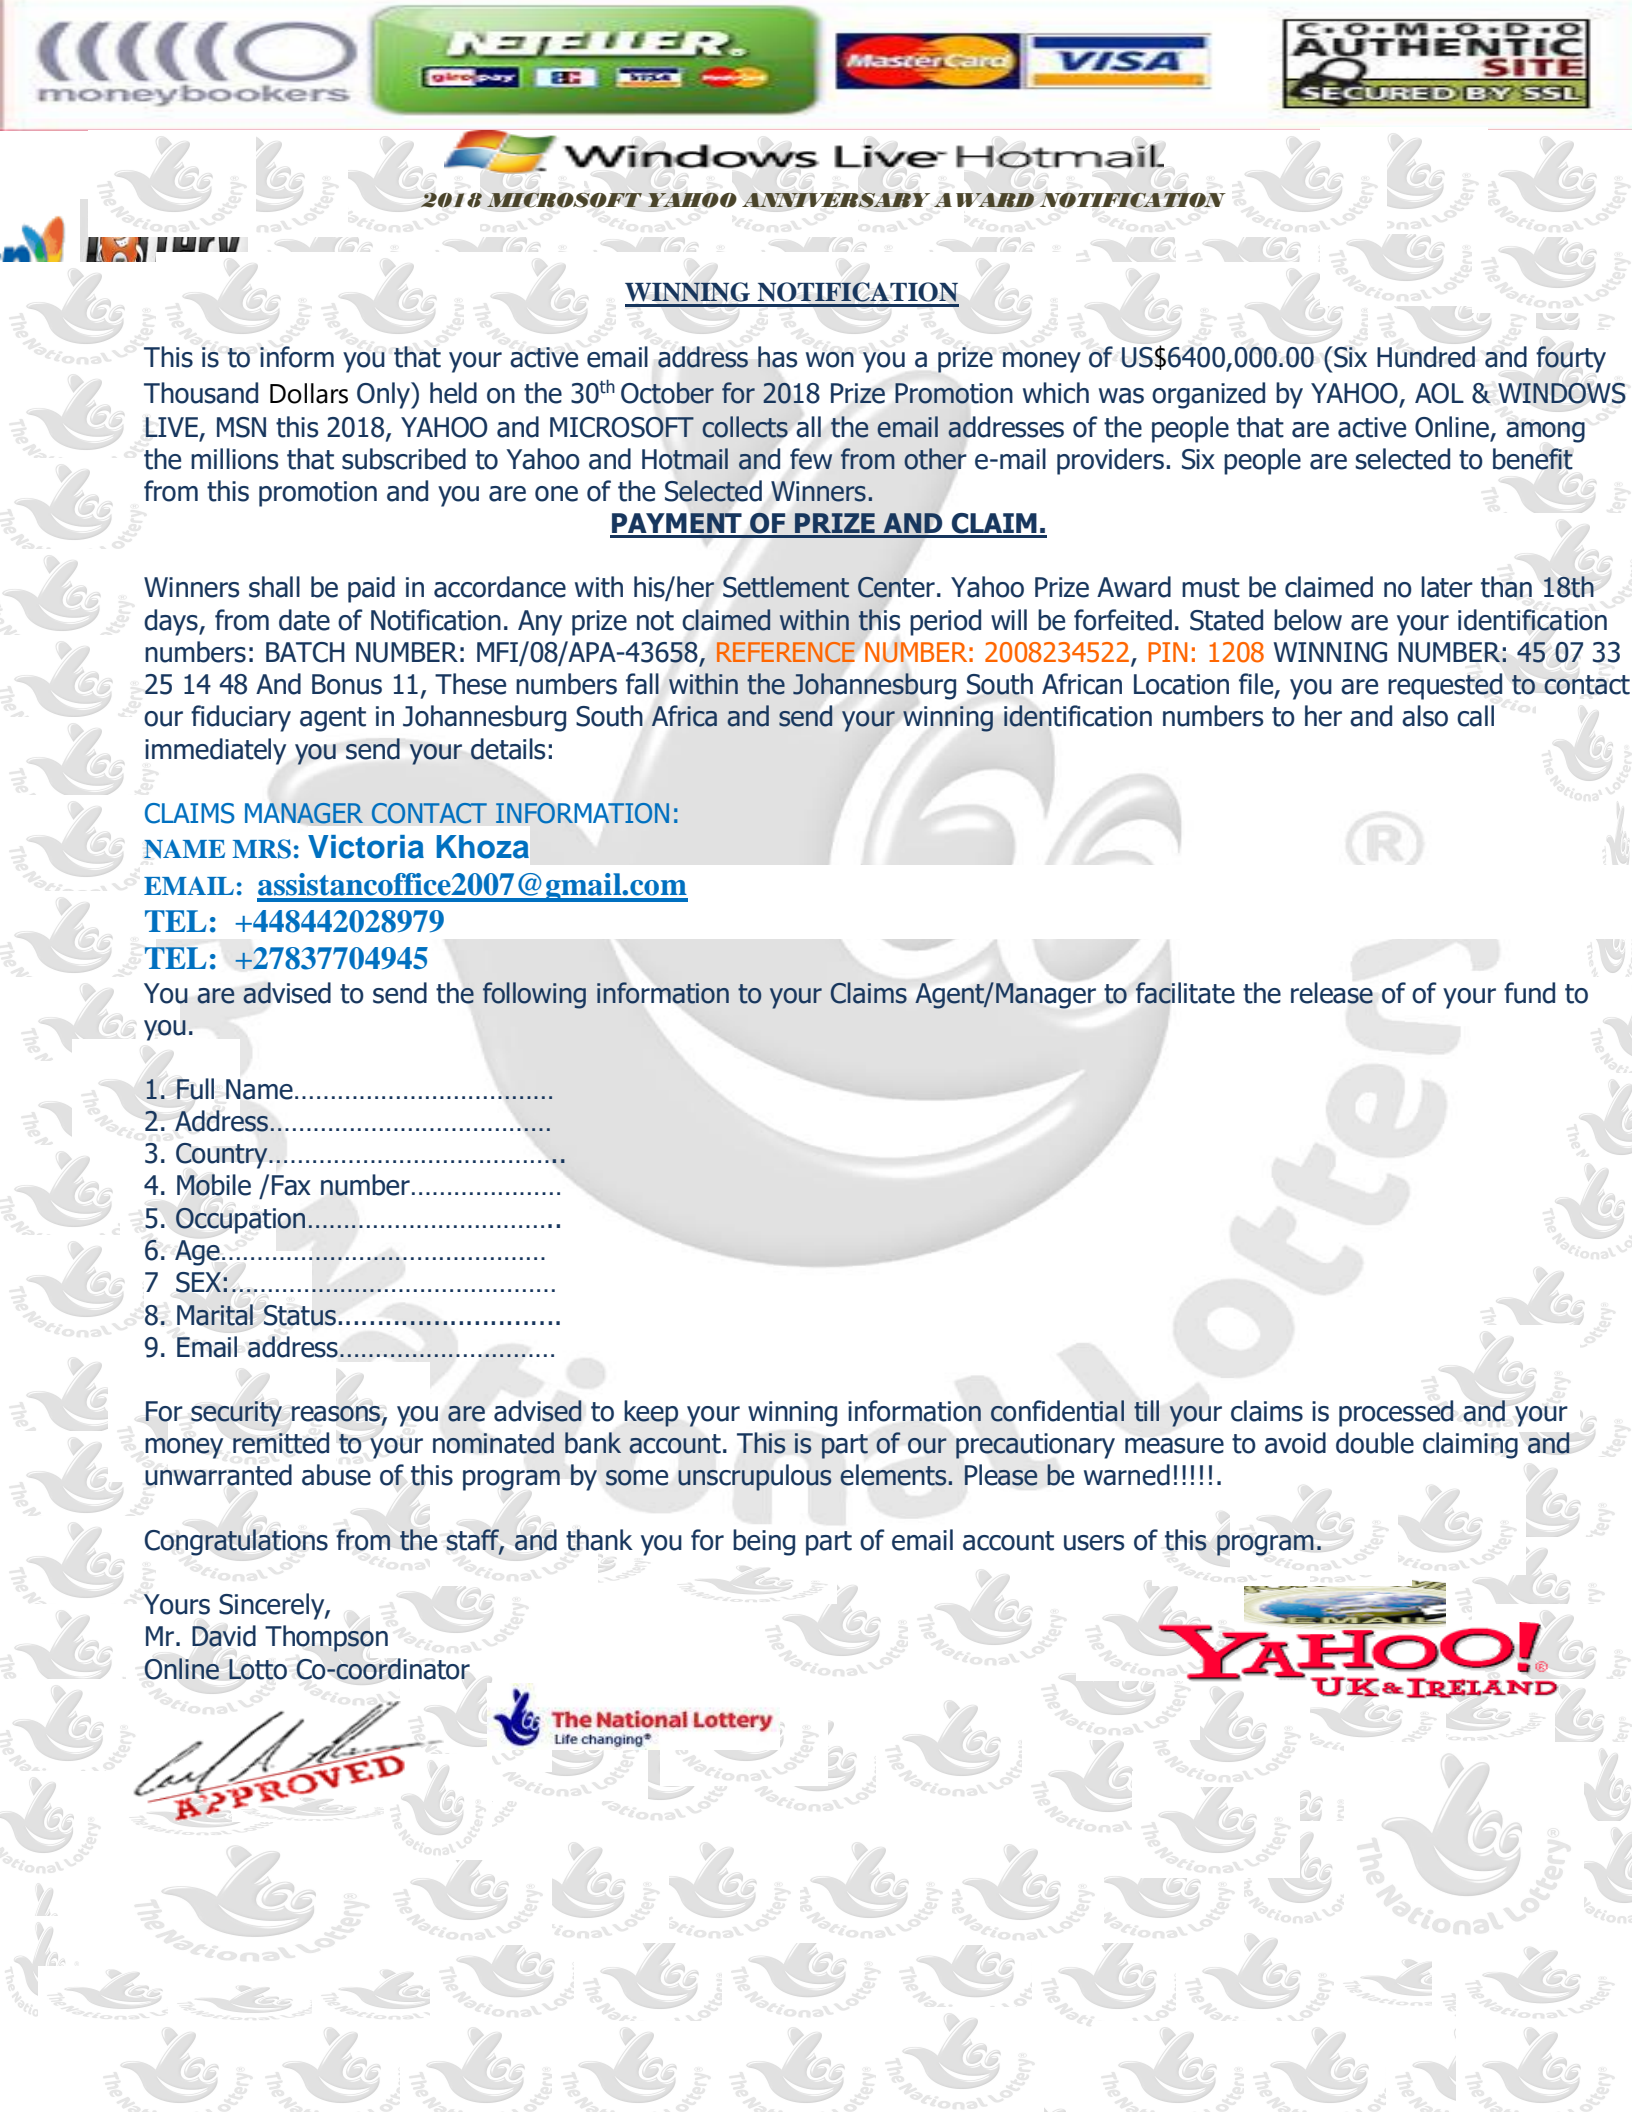 moneybookers
NETELLER.
giropay VISA MasterCard
MasterCard VISA
C·O·M·O·D·O
AUTHENTIC
SITE
SECURED BY SSL
Windows Live Hotmail
2018 MICROSOFT YAHOO ANNIVERSARY AWARD NOTIFICATION
WINNING NOTIFICATION
This is to inform you that your active email address has won you a prize money of US$6400,000.00 (Six Hundred and fourty
Thousand Dollars Only) held on the 30th October for 2018 Prize Promotion which was organized by YAHOO, AOL & WINDOWS
LIVE, MSN this 2018, YAHOO and MICROSOFT collects all the email addresses of the people that are active Online, among
the millions that subscribed to Yahoo and Hotmail and few from other e-mail providers. Six people are selected to benefit
from this promotion and you are one of the Selected Winners.
PAYMENT OF PRIZE AND CLAIM.
Winners shall be paid in accordance with his/her Settlement Center. Yahoo Prize Award must be claimed no later than 18th
days, from date of Notification. Any prize not claimed within this period will be forfeited. Stated below are your identification
numbers: BATCH NUMBER: MFI/08/APA-43658, REFERENCE NUMBER: 2008234522, PIN: 1208 WINNING NUMBER: 45 07 33
25 14 48 And Bonus 11, These numbers fall within the Johannesburg South African Location file, you are requested to contact
our fiduciary agent in Johannesburg South Africa and send your winning identification numbers to her and also call
immediately you send your details:
CLAIMS MANAGER CONTACT INFORMATION:
NAME MRS: Victoria Khoza
EMAIL: assistancoffice2007@gmail.com
TEL: +448442028979
TEL: +27837704945
You are advised to send the following information to your Claims Agent/Manager to facilitate the release of of your fund to
you.
1. Full Name....................................
2. Address.......................................
3. Country.........................................
4. Mobile /Fax number.....................
5. Occupation...................................
6. Age.............................................
7 SEX:.............................................
8. Marital Status............................
9. Email address..............................
For security reasons, you are advised to keep your winning information confidential till your claims is processed and your
money remitted to your nominated bank account. This is part of our precautionary measure to avoid double claiming and
unwarranted abuse of this program by some unscrupulous elements. Please be warned!!!!!.
Congratulations from the staff, and thank you for being part of email account users of this program.
Yours Sincerely,
Mr. David Thompson
Online Lotto Co-coordinator
EMAIL
YAHOO!®
UK & IRELAND
The National Lottery
Life changing®
APPROVED
The National Lottery®